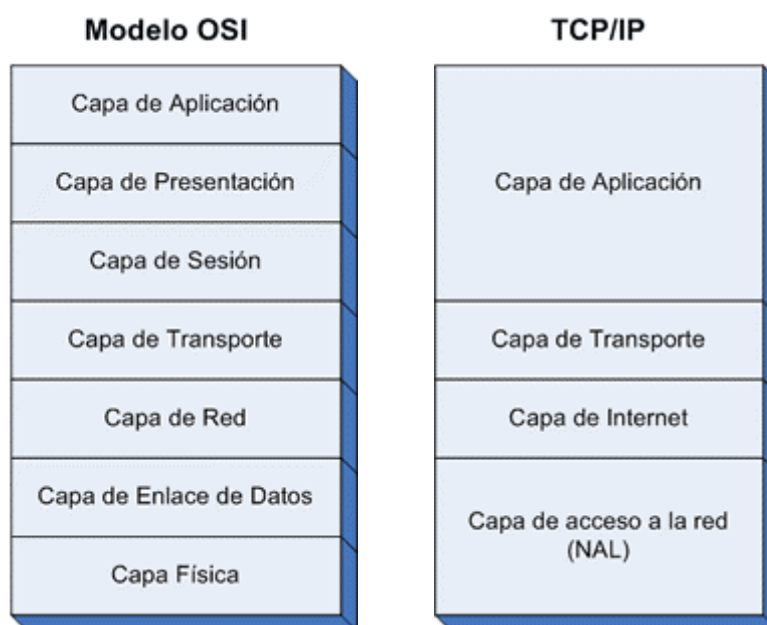 Modelo OSI
Capa de Aplicación
Capa de Presentación
Capa de Sesión
Capa de Transporte
Capa de Red
Capa de Enlace de Datos
Capa Física
TCP/IP
Capa de Aplicación
Capa de Transporte
Capa de Internet
Capa de acceso a la red
(NAL)